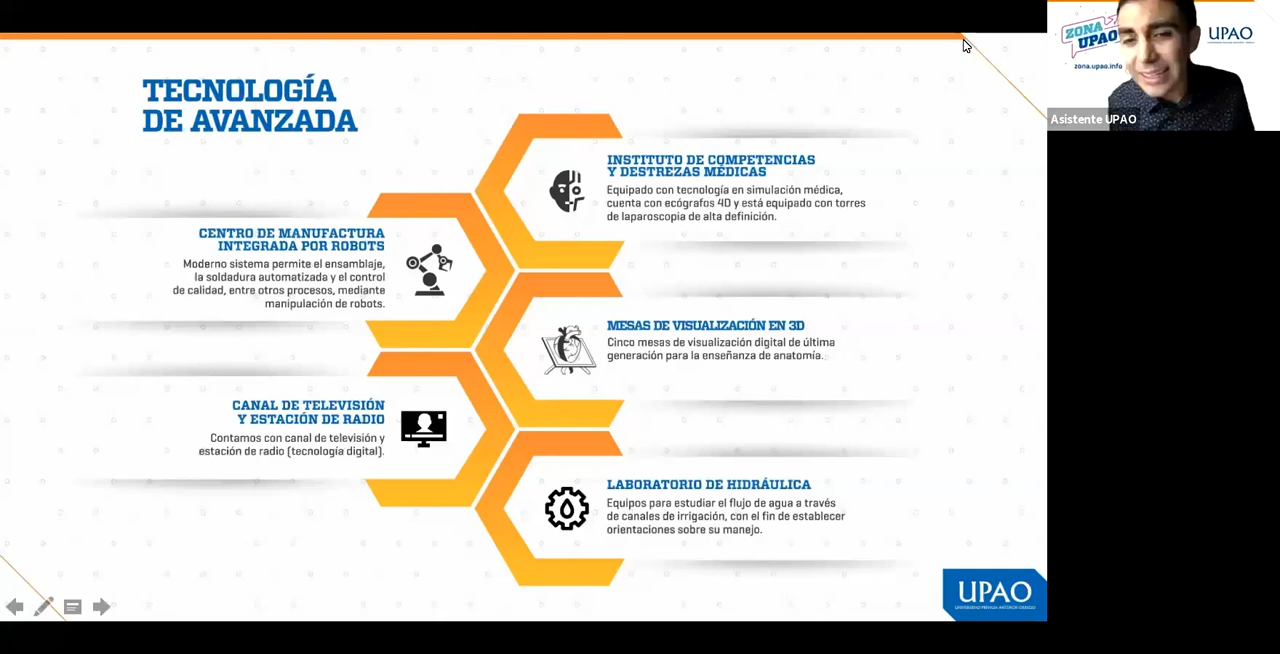 TECNOLOGÍA
DE AVANZADA
INSTITUTO DE COMPETENCIAS
Y DESTREZAS MÉDICAS
Equipado con tecnología en simulación médica,
cuenta con ecógrafos 4D y está equipado con torres
de laparoscopia de alta definición.
CENTRO DE MANUFACTURA
INTEGRADA POR ROBOTS
Moderno sistema permite el ensamblaje,
la soldadura automatizada y el control
de calidad, entre otros procesos, mediante
manipulación de robots.
MESAS DE VISUALIZACIÓN EN 3D
Cinco mesas de visualización digital de última
generación para la enseñanza de anatomía.
CANAL DE TELEVISIÓN
Y ESTACIÓN DE RADIO
Contamos con canal de televisión y
estación de radio (tecnología digital).
LABORATORIO DE HIDRÁULICA
Equipos para estudiar el flujo de agua a través
de canales de irrigación, con el fin de establecer
orientaciones sobre su manejo.
UPAO
UNIVERSIDAD PRIVADA ANTENOR ORREGO
ZONA
UPAO
zona.upao.info
UPAO
Asistente UPAO